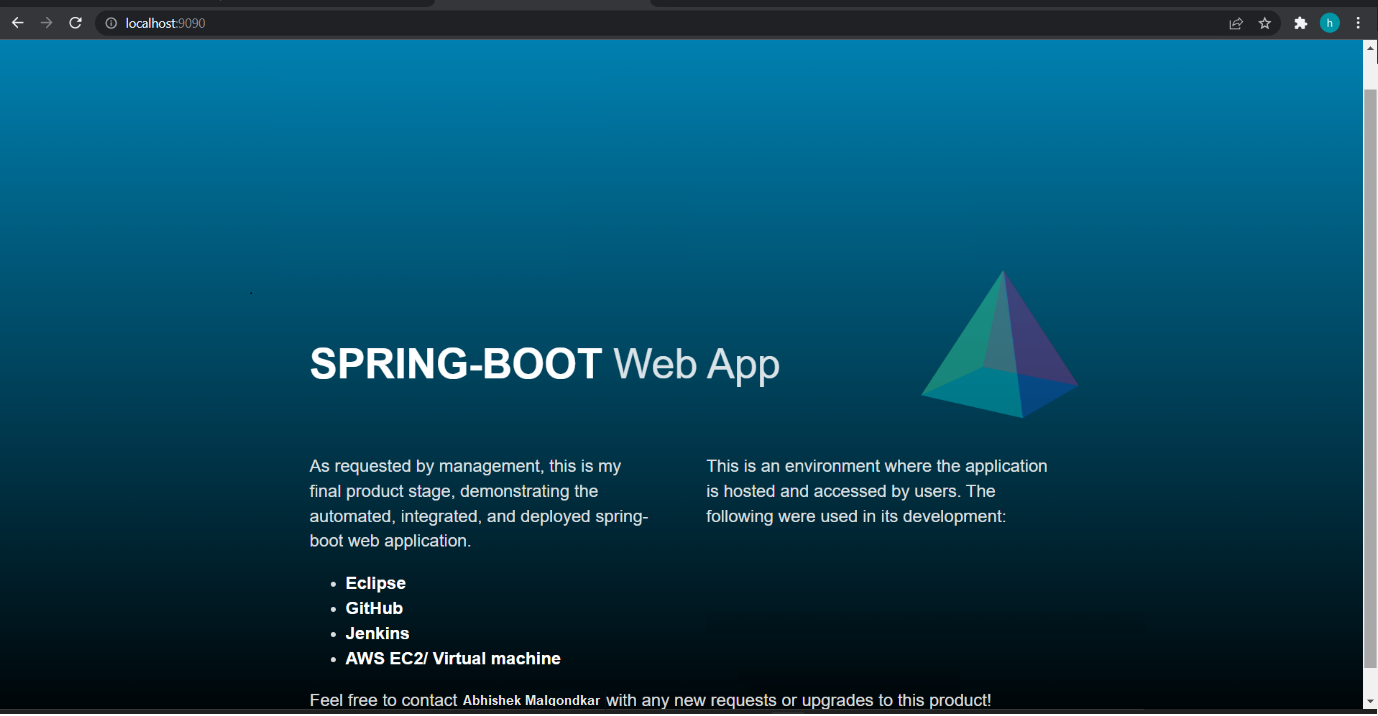 localhost:9090
h
SPRING-BOOT Web App
As requested by management, this is my
final product stage, demonstrating the
automated, integrated, and deployed spring-
boot web application.
This is an environment where the application
is hosted and accessed by users. The
following were used in its development:
Eclipse
GitHub
Jenkins
AWS EC2/ Virtual machine
Feel free to contact Abhishek Malgondkar with any new requests or upgrades to this product!